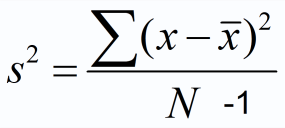 s² = ∑(x − x̄)² / N -1